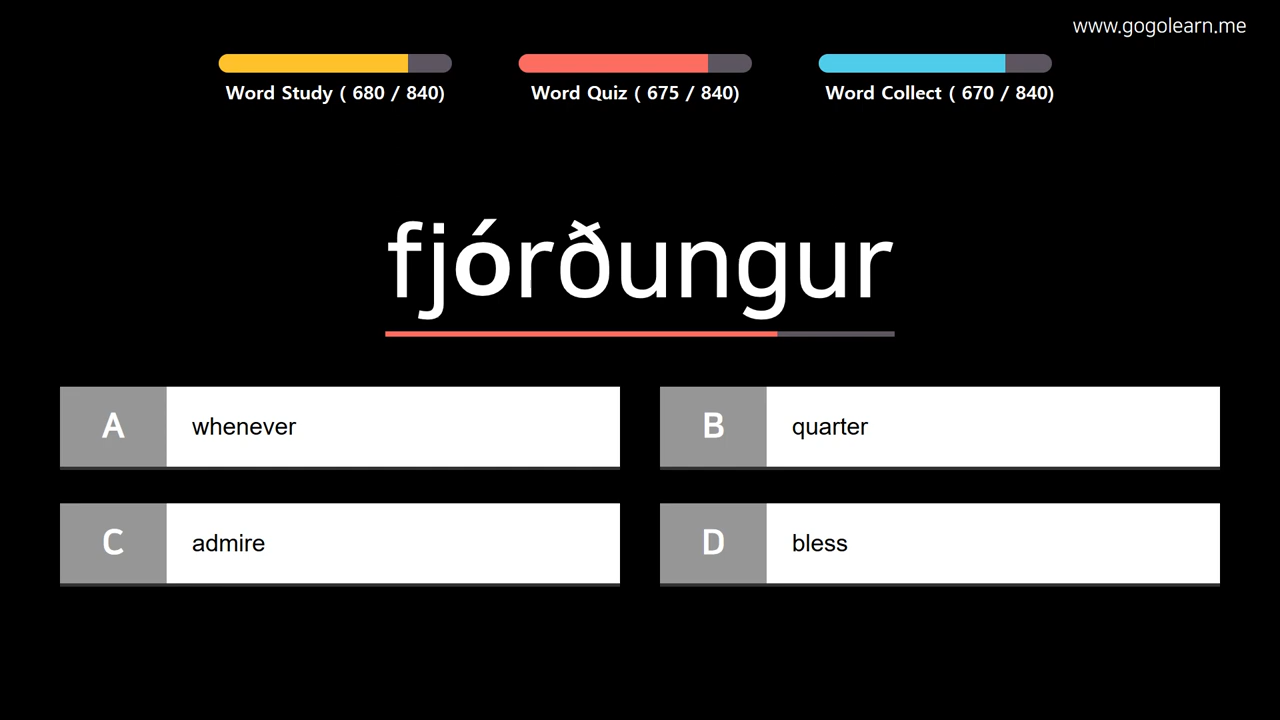 www.gogolearn.me
Word Study ( 680 / 840)
Word Quiz ( 675 / 840)
Word Collect ( 670 / 840)
fjórðungur
A whenever
B quarter
C admire
D bless